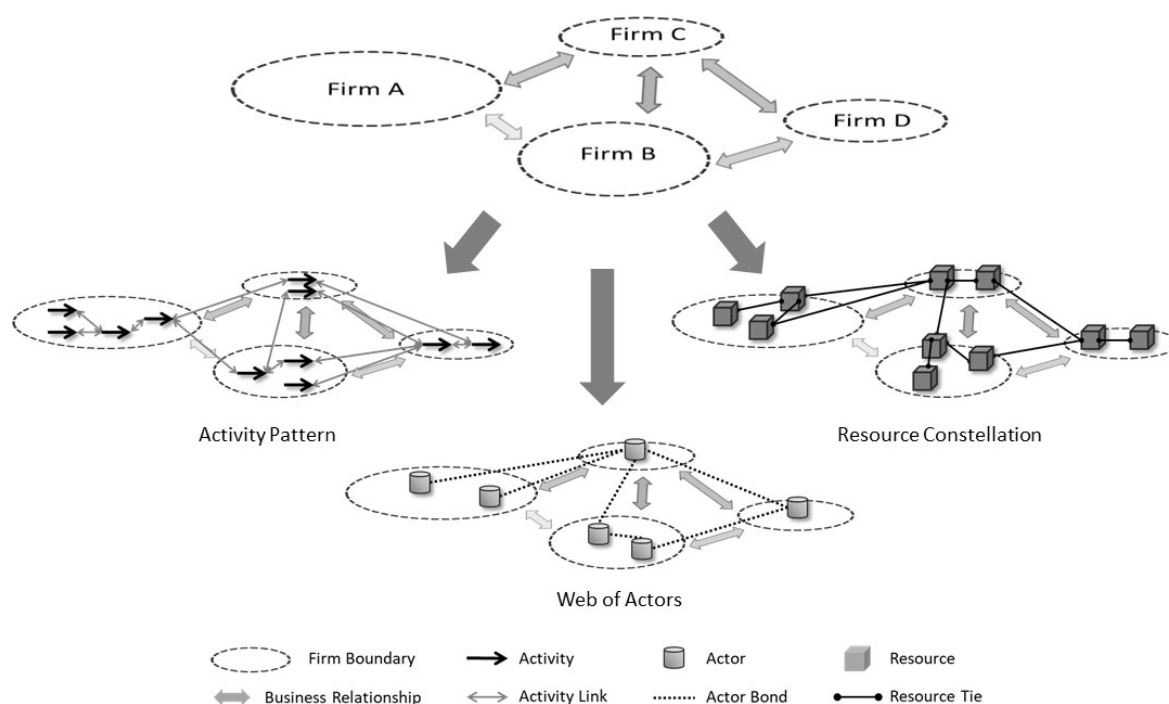 Firm C
Firm A
Firm D
Firm B
Activity Pattern
Resource Constellation
Web of Actors
Firm Boundary
Activity
Actor
Resource
Business Relationship
Activity Link
Actor Bond
Resource Tie